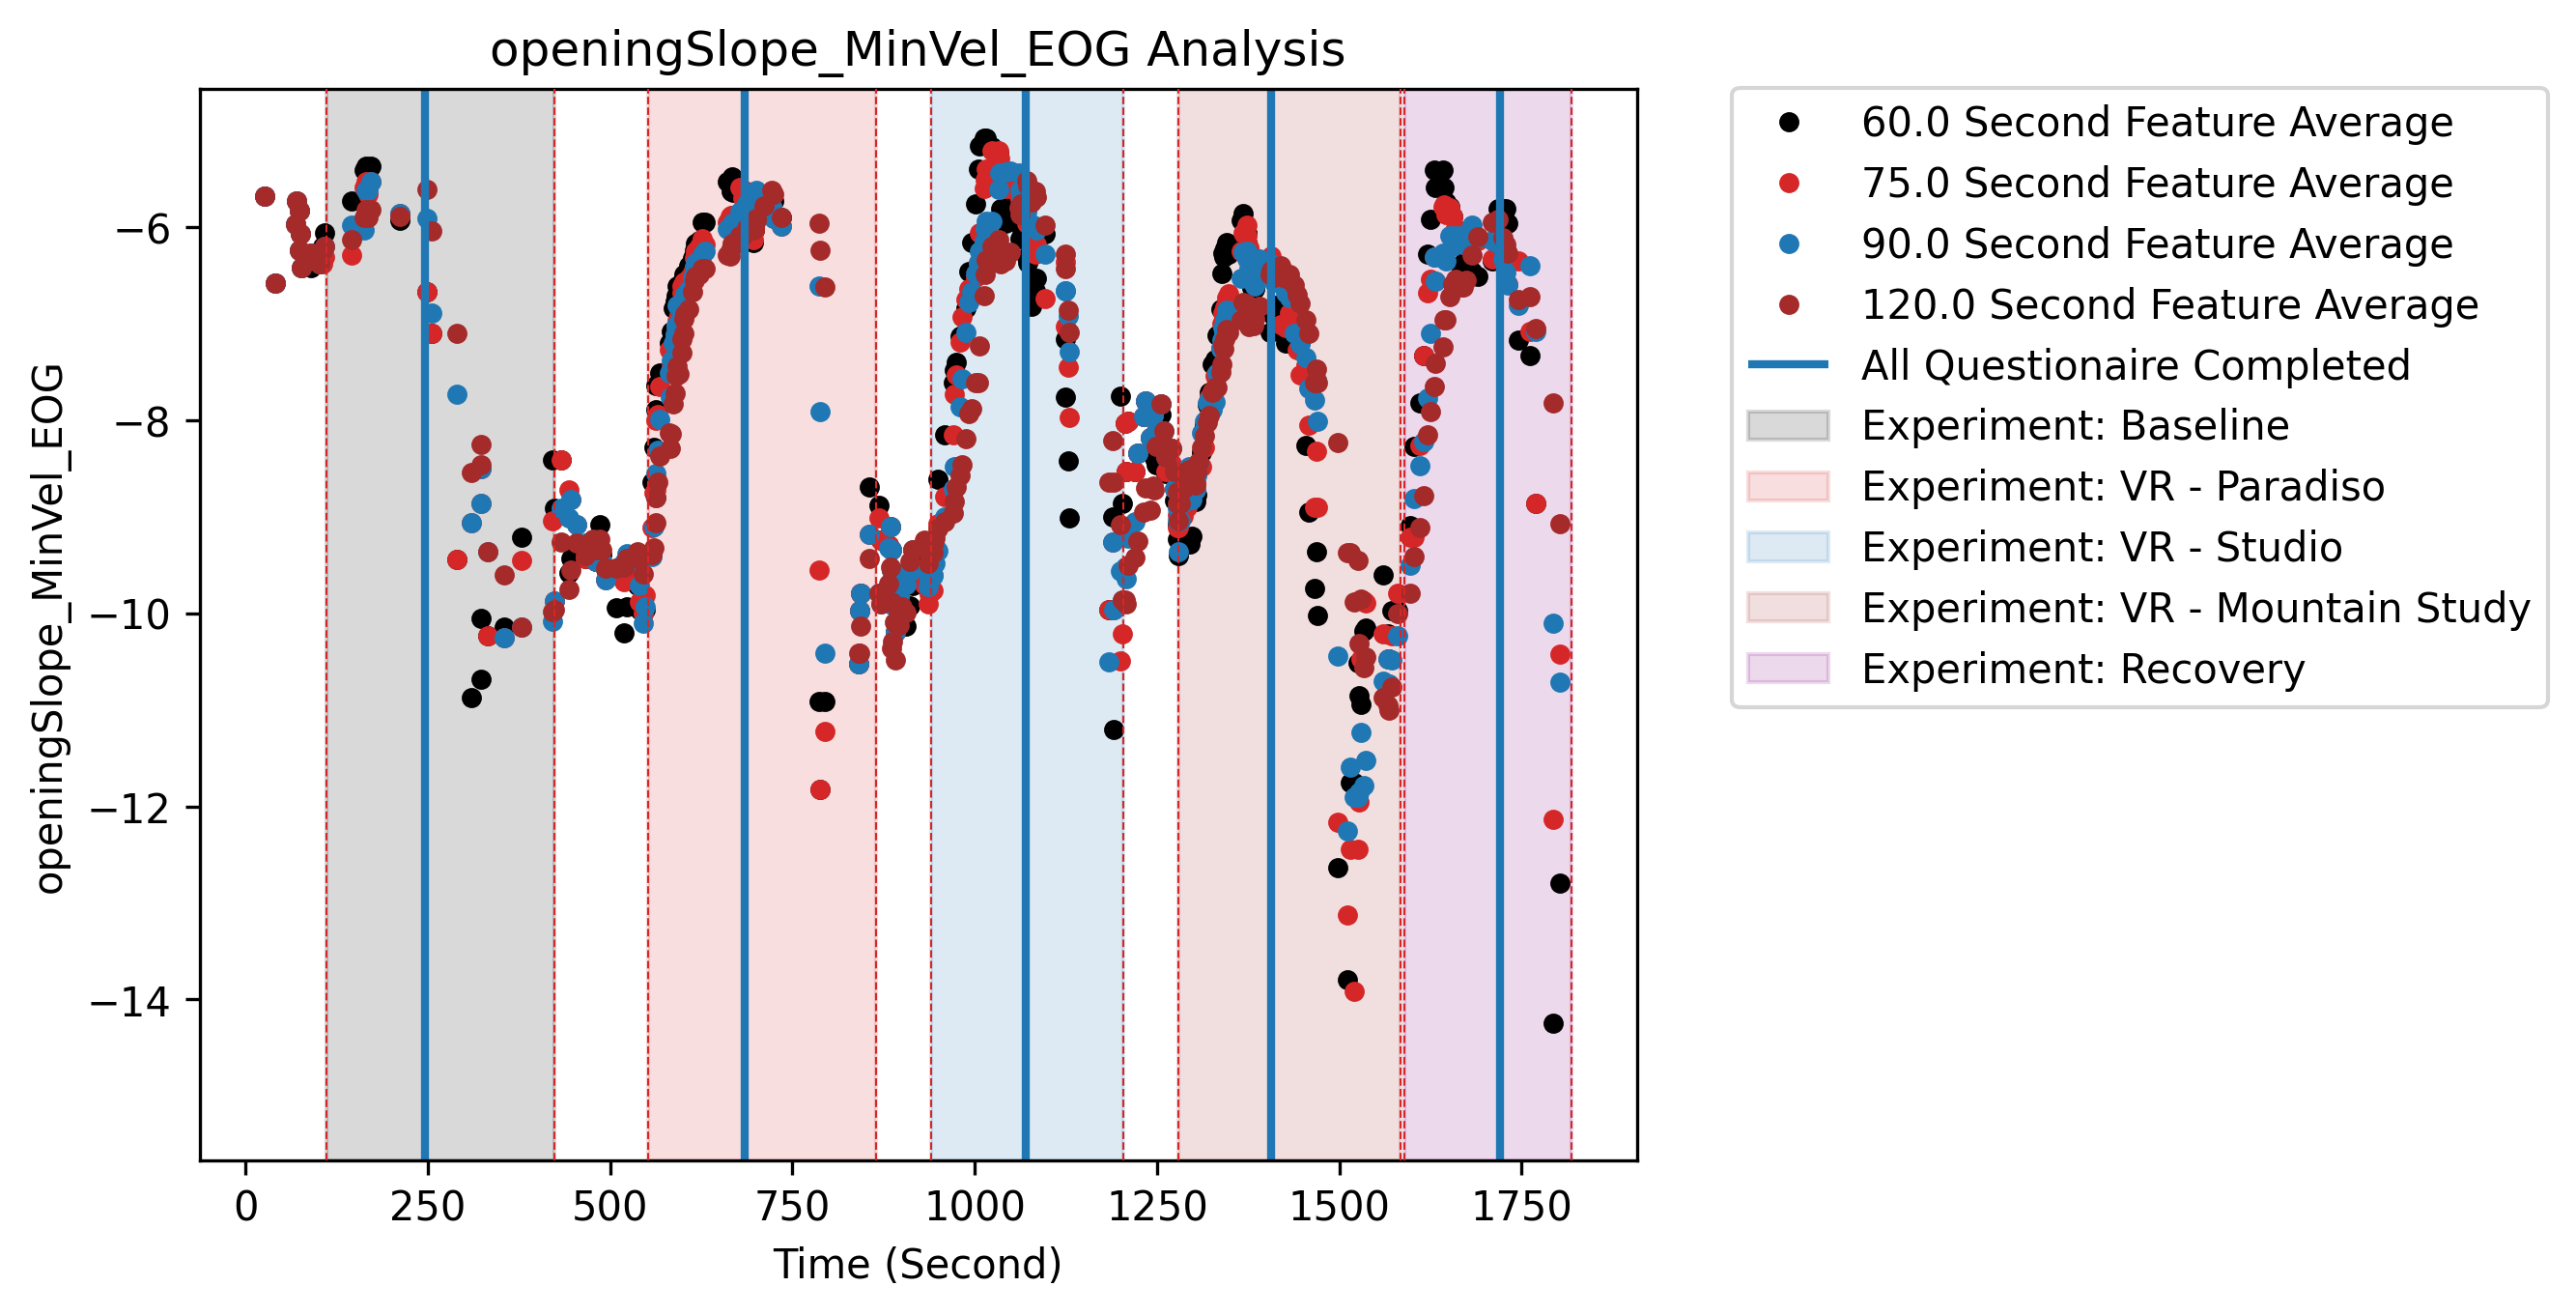 openingSlope_MinVel_EOG Analysis
openingSlope_MinVel_EOG
−6
−8
−10
−12
−14
0 250 500 750 1000 1250 1500 1750
Time (Second)
60.0 Second Feature Average
75.0 Second Feature Average
90.0 Second Feature Average
120.0 Second Feature Average
All Questionaire Completed
Experiment: Baseline
Experiment: VR - Paradiso
Experiment: VR - Studio
Experiment: VR - Mountain Study
Experiment: Recovery